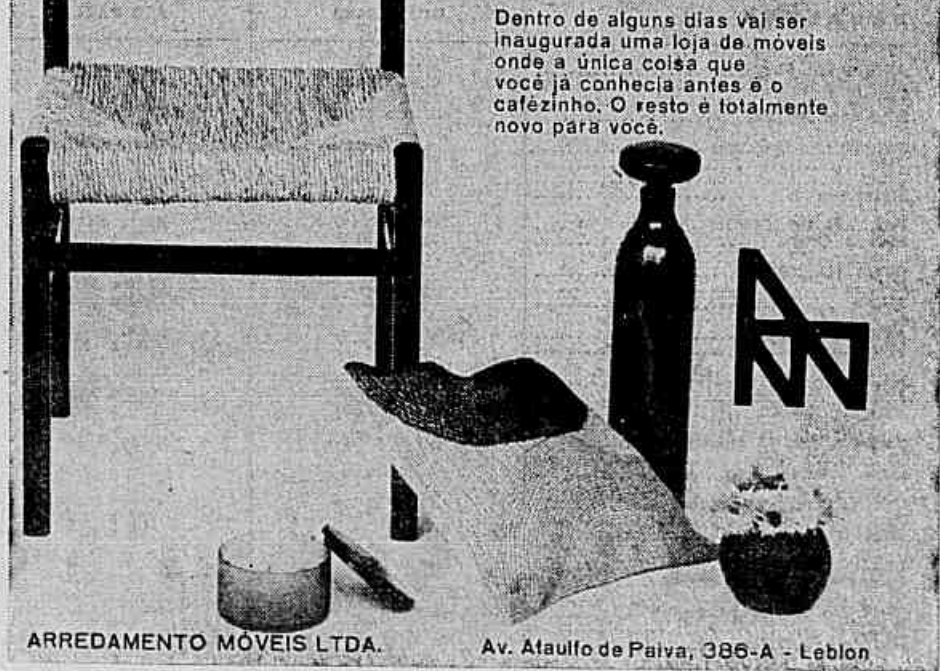 Dentro de alguns dias vai ser
inaugurada uma loja de móveis
onde a única coisa que
você já conhecia antes é o
cafèzinho. O resto é totalmente
novo para você.
ARREDAMENTO MÓVEIS LTDA.
Av. Ataulfo de Paiva, 386-A - Leblon